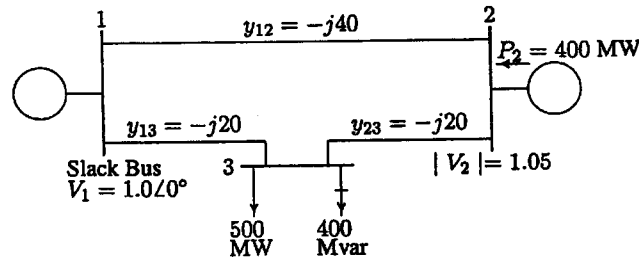 1
2
y12 = −j40
P2 = 400 MW
y13 = −j20
y23 = −j20
Slack Bus
V1 = 1.0∠0°
3
| V2 |= 1.05
500
MW
400
Mvar